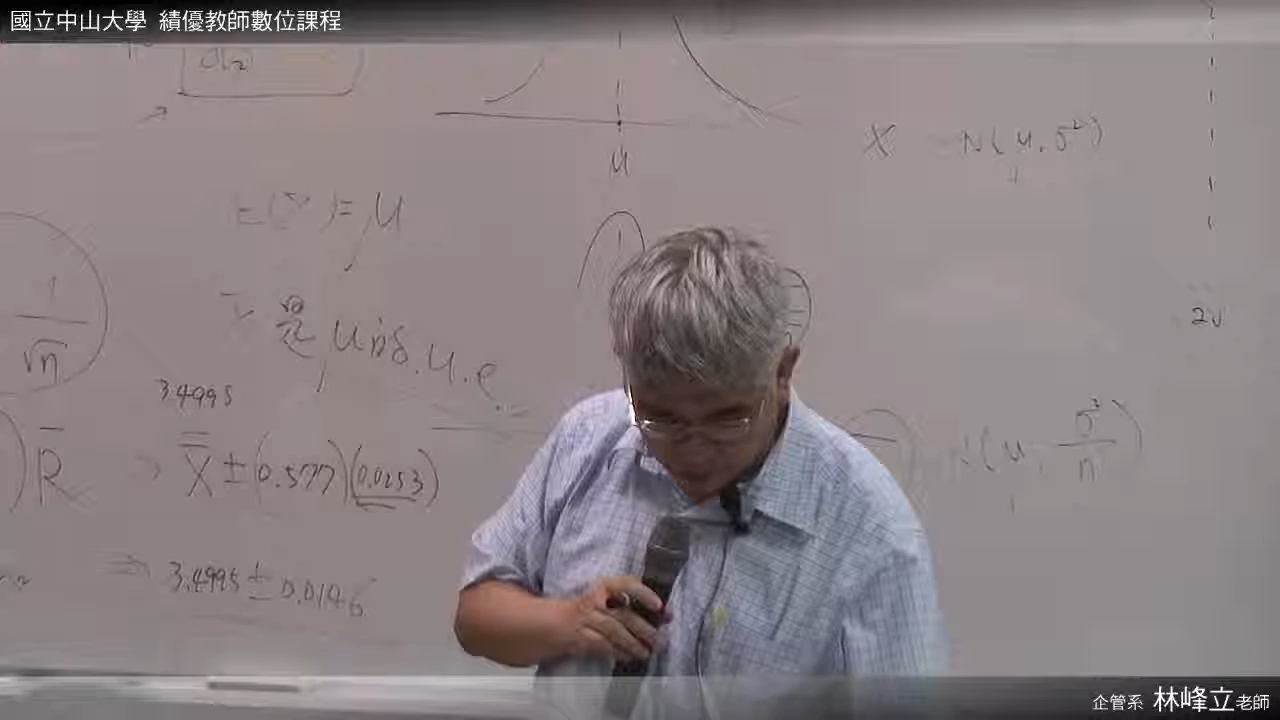 國立中山大學 績優教師數位課程
μ
X N(μ, σ²)
E( ) = μ
1
√n
是 μ 的 u.e.
3.4995
R̄ X̿ ± (0.577)(0.0253)
N(μ, σ²/n)
⇒ 3.4995 ± 0.0146
企管系 林峰立老師